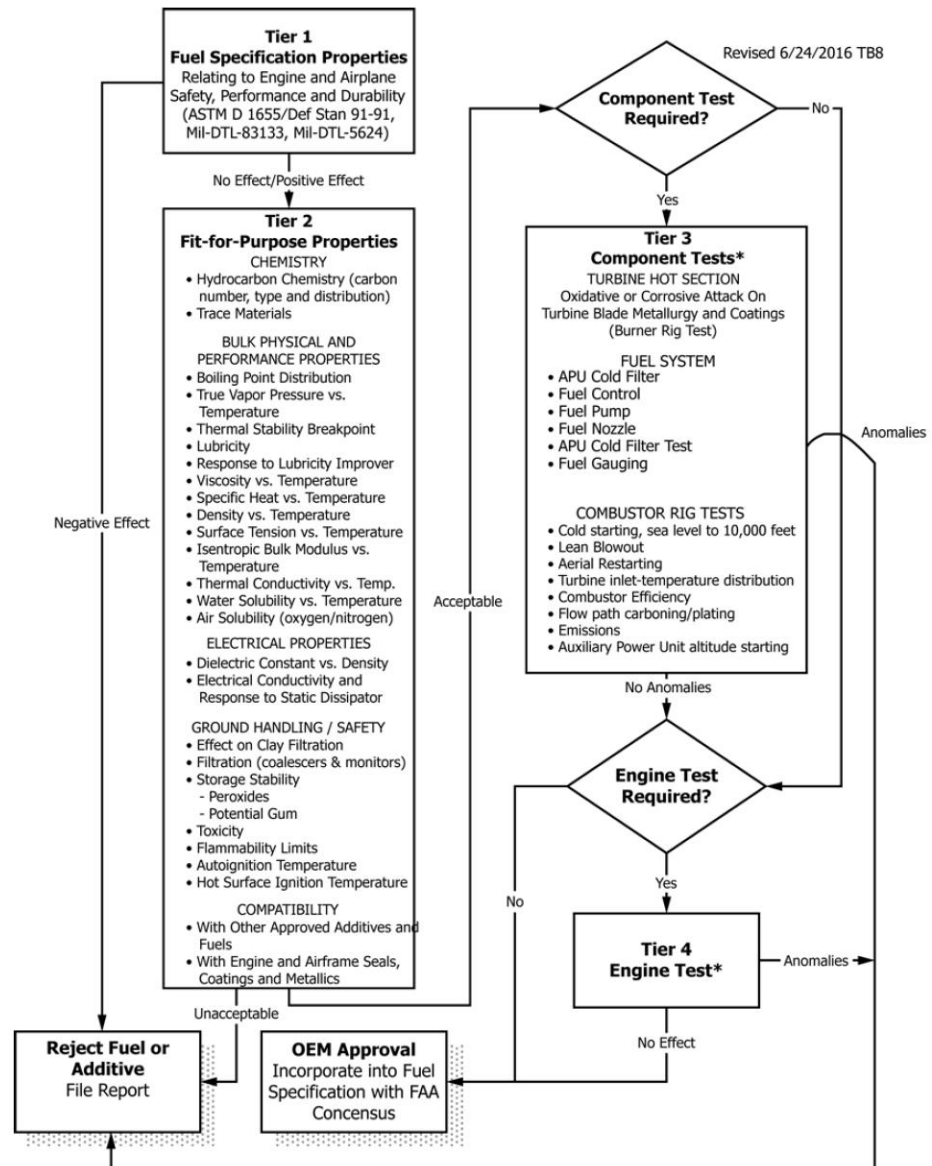 Tier 1
Fuel Specification Properties
Relating to Engine and Airplane
Safety, Performance and Durability
(ASTM D 1655/Def Stan 91-91,
Mil-DTL-83133, Mil-DTL-5624)
No Effect/Positive Effect
Negative Effect
Tier 2
Fit-for-Purpose Properties
CHEMISTRY
• Hydrocarbon Chemistry (carbon
number, type and distribution)
• Trace Materials
BULK PHYSICAL AND
PERFORMANCE PROPERTIES
• Boiling Point Distribution
• True Vapor Pressure vs.
Temperature
• Thermal Stability Breakpoint
• Lubricity
• Response to Lubricity Improver
• Viscosity vs. Temperature
• Specific Heat vs. Temperature
• Density vs. Temperature
• Surface Tension vs. Temperature
• Isentropic Bulk Modulus vs.
Temperature
• Thermal Conductivity vs. Temp.
• Water Solubility vs. Temperature
• Air Solubility (oxygen/nitrogen)
ELECTRICAL PROPERTIES
• Dielectric Constant vs. Density
• Electrical Conductivity and
Response to Static Dissipator
GROUND HANDLING / SAFETY
• Effect on Clay Filtration
• Filtration (coalescers & monitors)
• Storage Stability
- Peroxides
- Potential Gum
• Toxicity
• Flammability Limits
• Autoignition Temperature
• Hot Surface Ignition Temperature
COMPATIBILITY
• With Other Approved Additives and
Fuels
• With Engine and Airframe Seals,
Coatings and Metallics
Unacceptable
Acceptable
Reject Fuel or
Additive
File Report
Revised 6/24/2016 TB8
Component Test
Required?
No
Yes
Tier 3
Component Tests*
TURBINE HOT SECTION
Oxidative or Corrosive Attack On
Turbine Blade Metallurgy and Coatings
(Burner Rig Test)
FUEL SYSTEM
• APU Cold Filter
• Fuel Control
• Fuel Pump
• Fuel Nozzle
• APU Cold Filter Test
• Fuel Gauging
COMBUSTOR RIG TESTS
• Cold starting, sea level to 10,000 feet
• Lean Blowout
• Aerial Restarting
• Turbine inlet-temperature distribution
• Combustor Efficiency
• Flow path carboning/plating
• Emissions
• Auxiliary Power Unit altitude starting
Anomalies
No Anomalies
Engine Test
Required?
No
Yes
Tier 4
Engine Test*
Anomalies
No Effect
OEM Approval
Incorporate into Fuel
Specification with FAA
Concensus